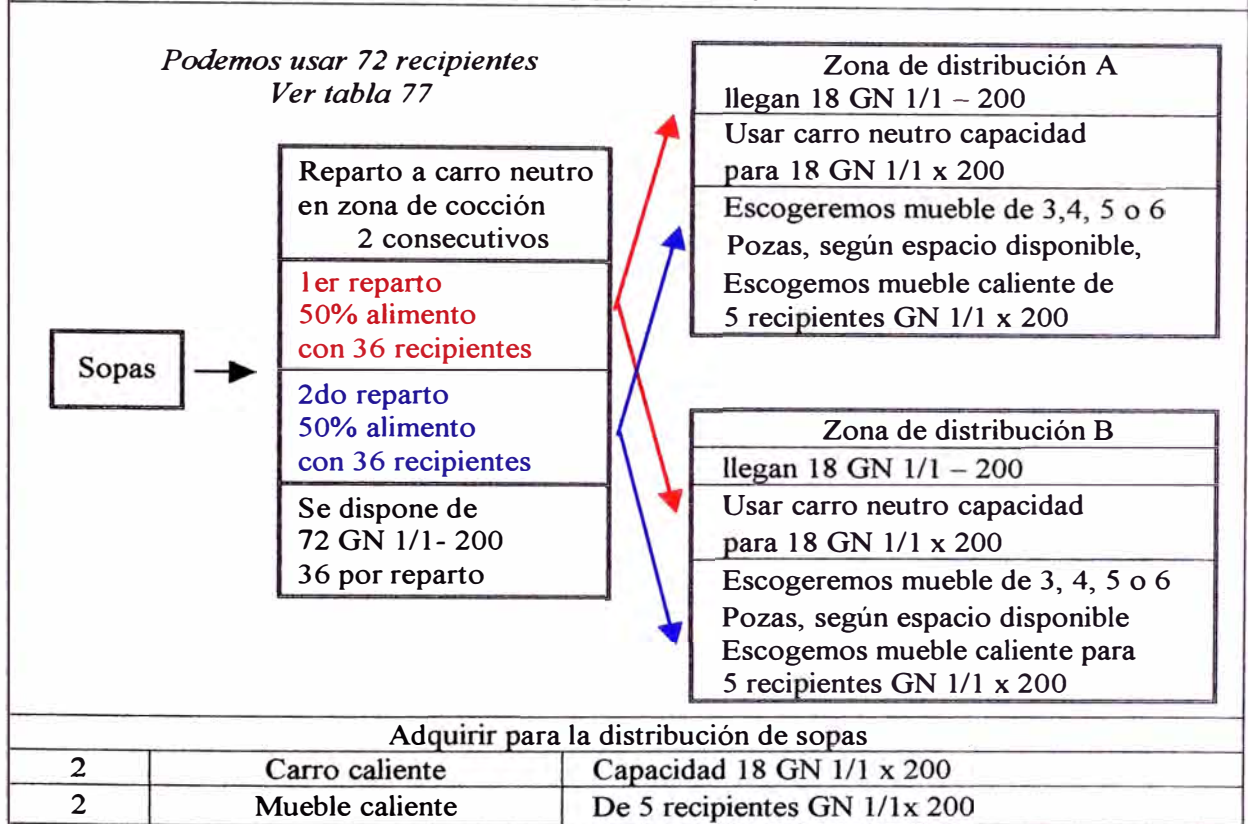 Podemos usar 72 recipientes
Ver tabla 77
Sopas
Reparto a carro neutro
en zona de cocción
2 consecutivos
1er reparto
50% alimento
con 36 recipientes
2do reparto
50% alimento
con 36 recipientes
Se dispone de
72 GN 1/1- 200
36 por reparto
Zona de distribución A
llegan 18 GN 1/1 – 200
Usar carro neutro capacidad
para 18 GN 1/1 x 200
Escogeremos mueble de 3,4, 5 o 6
Pozas, según espacio disponible,
Escogemos mueble caliente de
5 recipientes GN 1/1 x 200
Zona de distribución B
llegan 18 GN 1/1 – 200
Usar carro neutro capacidad
para 18 GN 1/1 x 200
Escogeremos mueble de 3, 4, 5 o 6
Pozas, según espacio disponible
Escogemos mueble caliente para
5 recipientes GN 1/1 x 200
Adquirir para la distribución de sopas
2 Carro caliente Capacidad 18 GN 1/1 x 200
2 Mueble caliente De 5 recipientes GN 1/1x 200